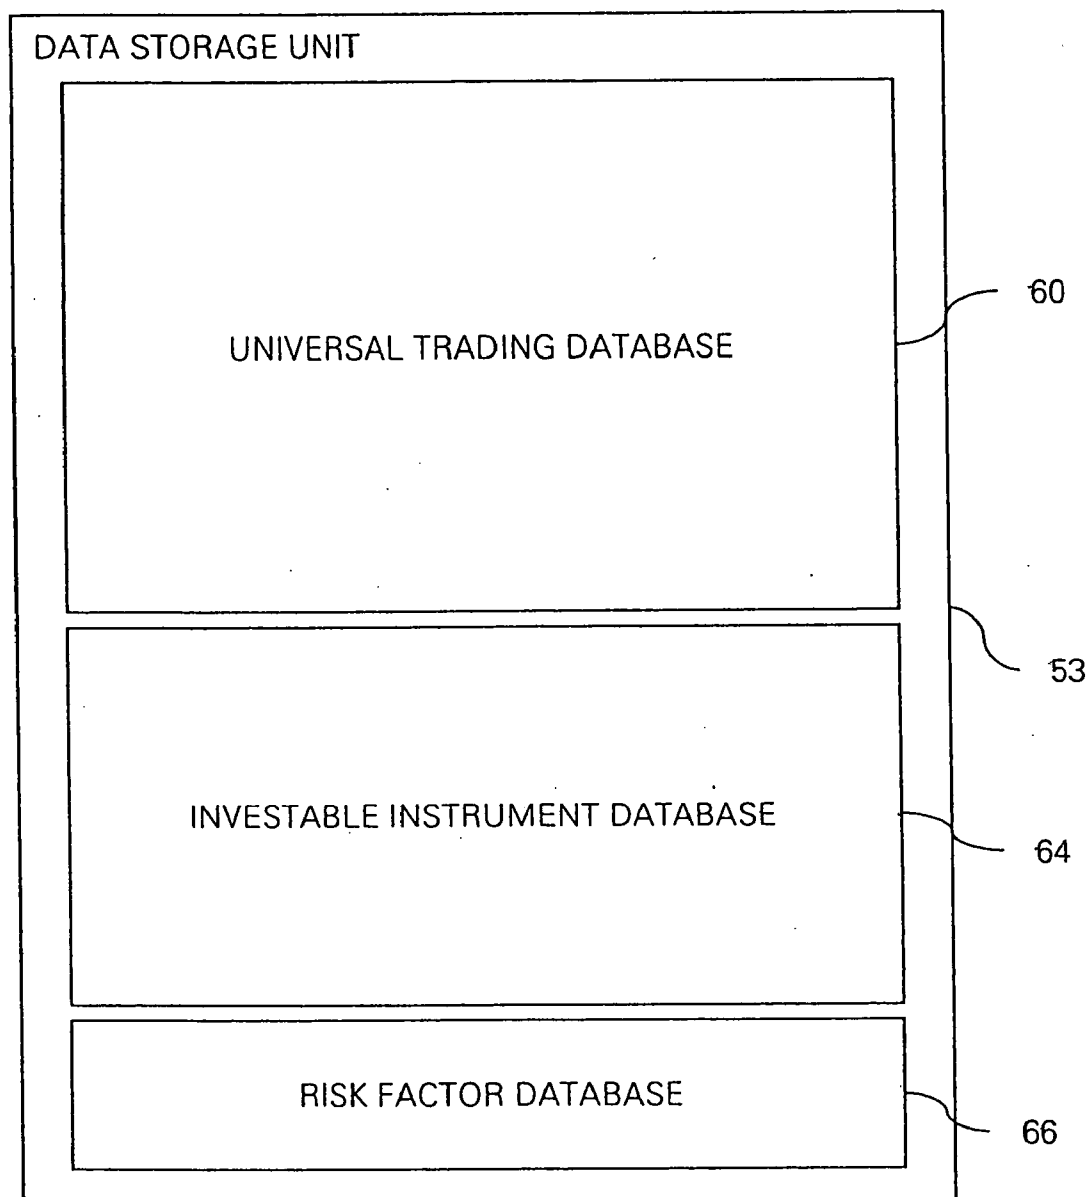 DATA STORAGE UNIT
UNIVERSAL TRADING DATABASE
60
53
INVESTABLE INSTRUMENT DATABASE
64
RISK FACTOR DATABASE
66